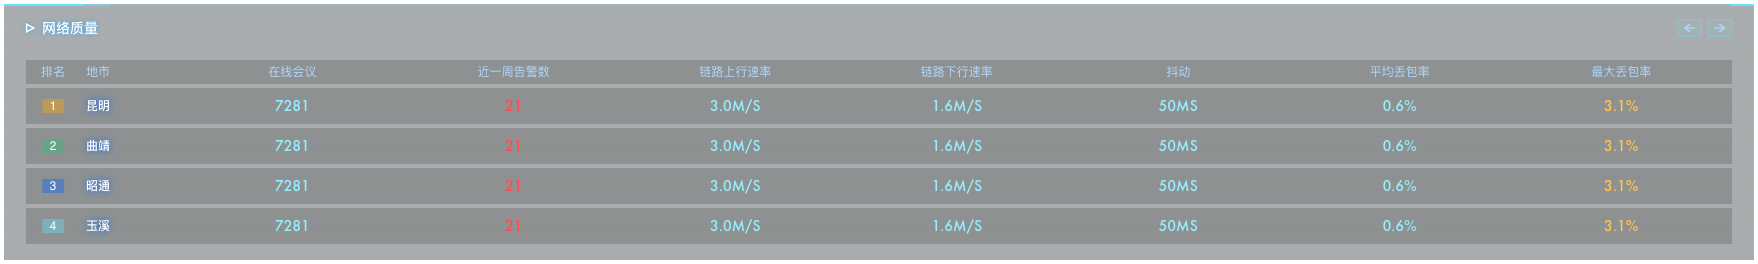 网络质量
排名 地市 在线会议 近一周告警数 链路上行速率 链路下行速率 抖动 平均丢包率 最大丢包率
1 昆明 7281 21 3.0M/S 1.6M/S 50MS 0.6% 3.1%
2 曲靖 7281 21 3.0M/S 1.6M/S 50MS 0.6% 3.1%
3 昭通 7281 21 3.0M/S 1.6M/S 50MS 0.6% 3.1%
4 玉溪 7281 21 3.0M/S 1.6M/S 50MS 0.6% 3.1%